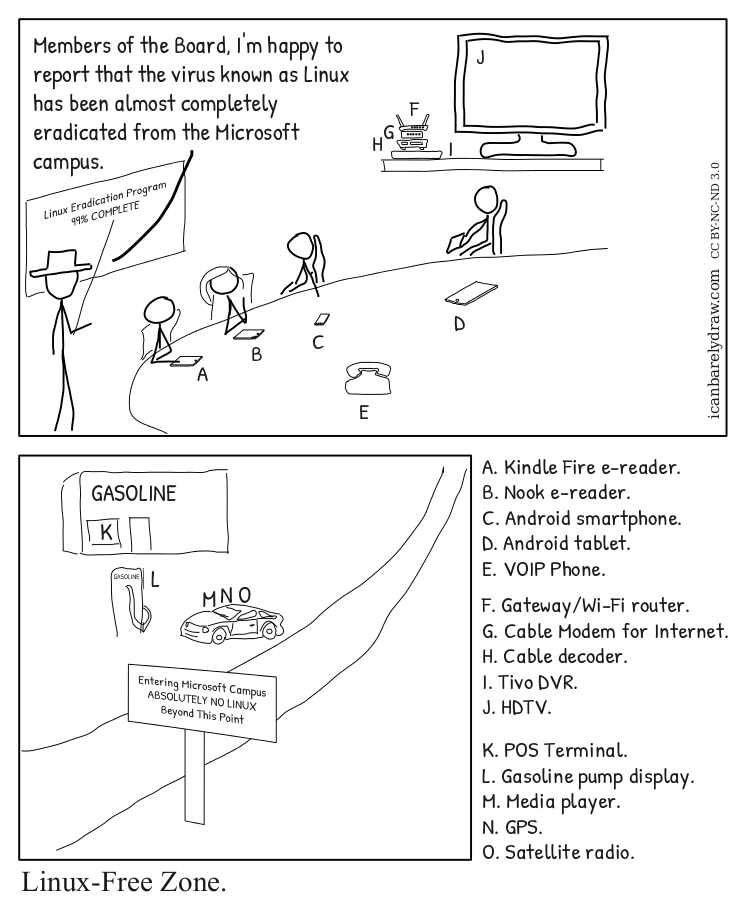 Members of the Board, I'm happy to
report that the virus known as Linux
has been almost completely
eradicated from the Microsoft
campus.
Linux Eradication Program
99% COMPLETE
F
G
H
I
J
A
B
C
D
E
icanbarelydraw.com CC BY-NC-ND 3.0
GASOLINE
K
GASOLINE
L
M N O
Entering Microsoft Campus
ABSOLUTELY NO LINUX
Beyond This Point
A. Kindle Fire e-reader.
B. Nook e-reader.
C. Android smartphone.
D. Android tablet.
E. VOIP Phone.
F. Gateway/Wi-Fi router.
G. Cable Modem for Internet.
H. Cable decoder.
I. Tivo DVR.
J. HDTV.
K. POS Terminal.
L. Gasoline pump display.
M. Media player.
N. GPS.
O. Satellite radio.
Linux-Free Zone.